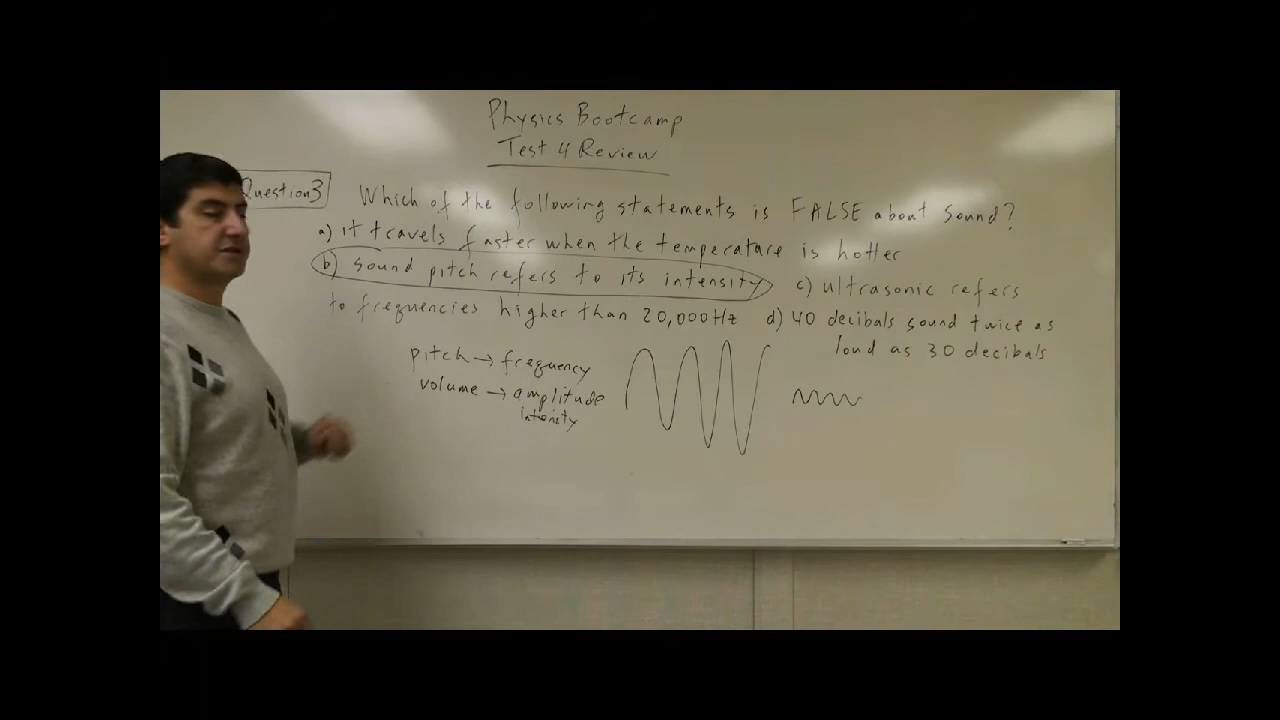 Physics Bootcamp
Test 4 Review
Question 3 Which of the following statements is FALSE about sound?
a) it travels faster when the temperature is hotter
b) sound pitch refers to its intensity c) ultrasonic refers
to frequencies higher than 20,000Hz d) 40 decibals sound twice as
loud as 30 decibals
pitch → frequency
volume → amplitude
intensity